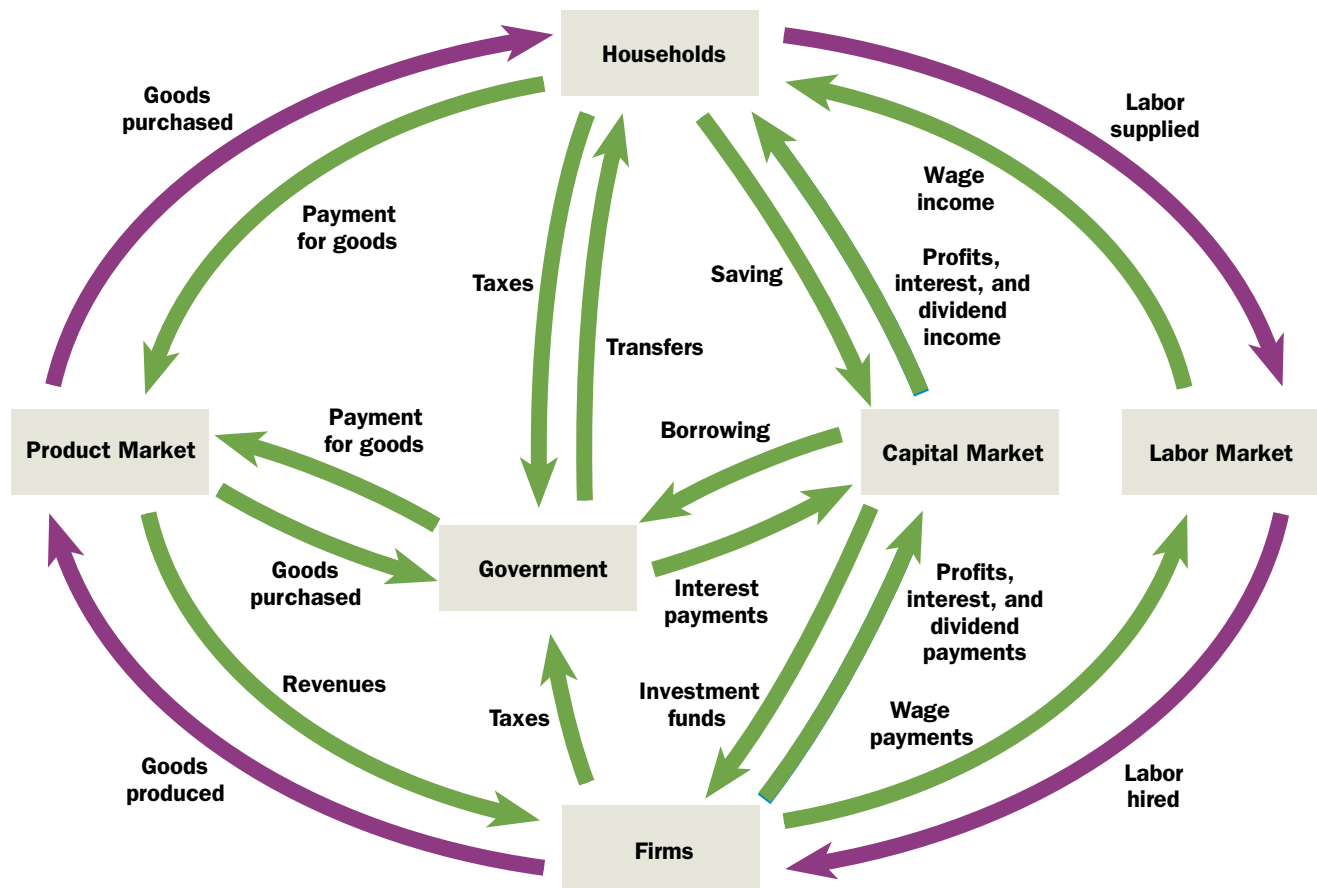 Households
Goods
purchased
Labor
supplied
Payment
for goods
Wage
income
Taxes
Saving
Profits,
interest, and
dividend
income
Transfers
Product Market
Payment
for goods
Borrowing
Capital Market
Labor Market
Goods
purchased
Government
Interest
payments
Profits,
interest, and
dividend
payments
Revenues
Taxes
Investment
funds
Wage
payments
Goods
produced
Labor
hired
Firms